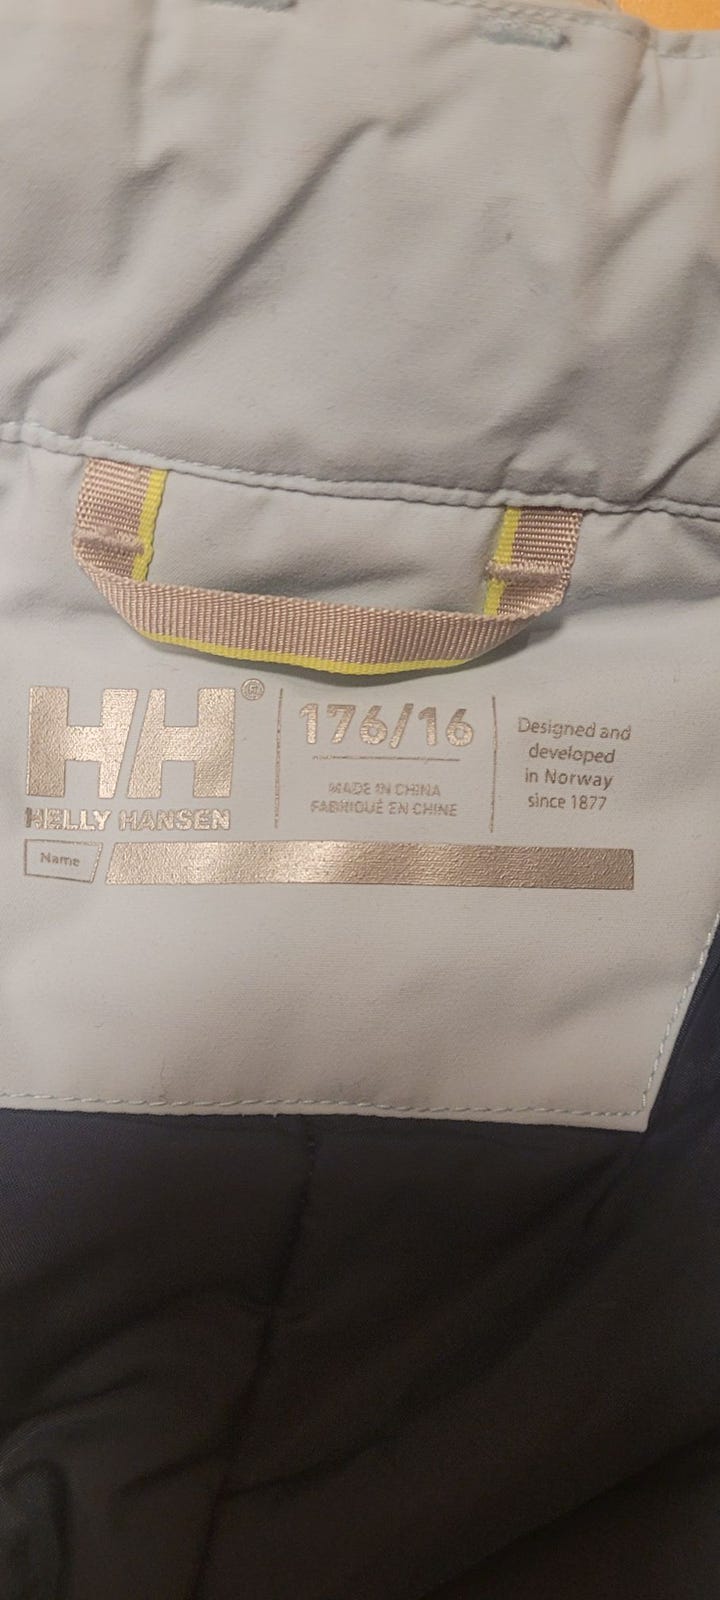 HH®
HELLY HANSEN
176/16
MADE IN CHINA
FABRIQUÉ EN CHINE
Designed and
developed
in Norway
since 1877
Name